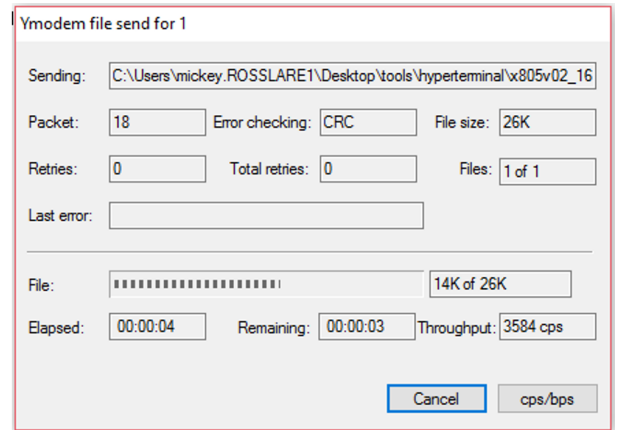 Ymodem file send for 1
Sending: C:\Users\mickey.ROSSLARE1\Desktop\tools\hyperterminal\x805v02_16
Packet: 18 Error checking: CRC File size: 26K
Retries: 0 Total retries: 0 Files: 1 of 1
Last error:
File: 14K of 26K
Elapsed: 00:00:04 Remaining: 00:00:03 Throughput: 3584 cps
Cancel cps/bps